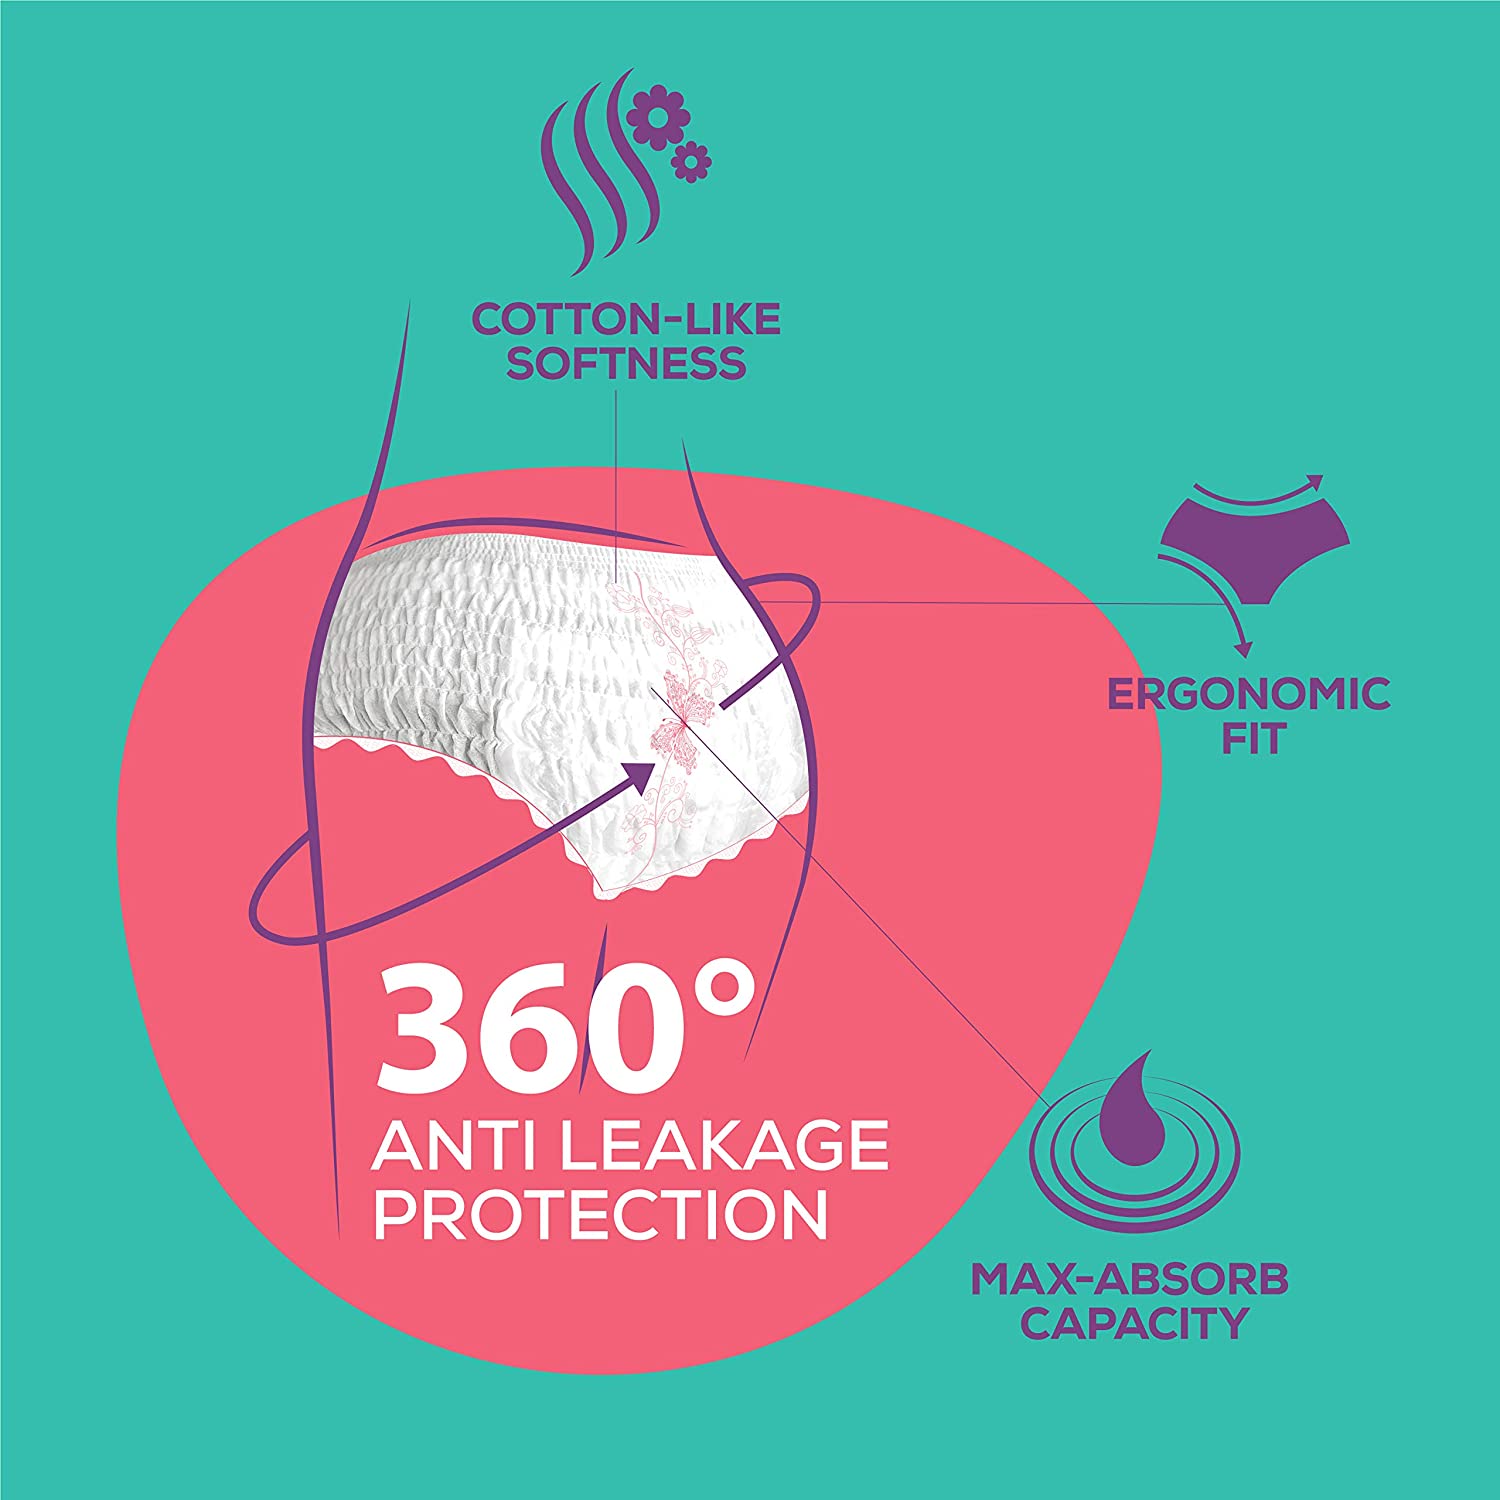 COTTON-LIKE
SOFTNESS
ERGONOMIC
FIT
360°
ANTI LEAKAGE
PROTECTION
MAX-ABSORB
CAPACITY